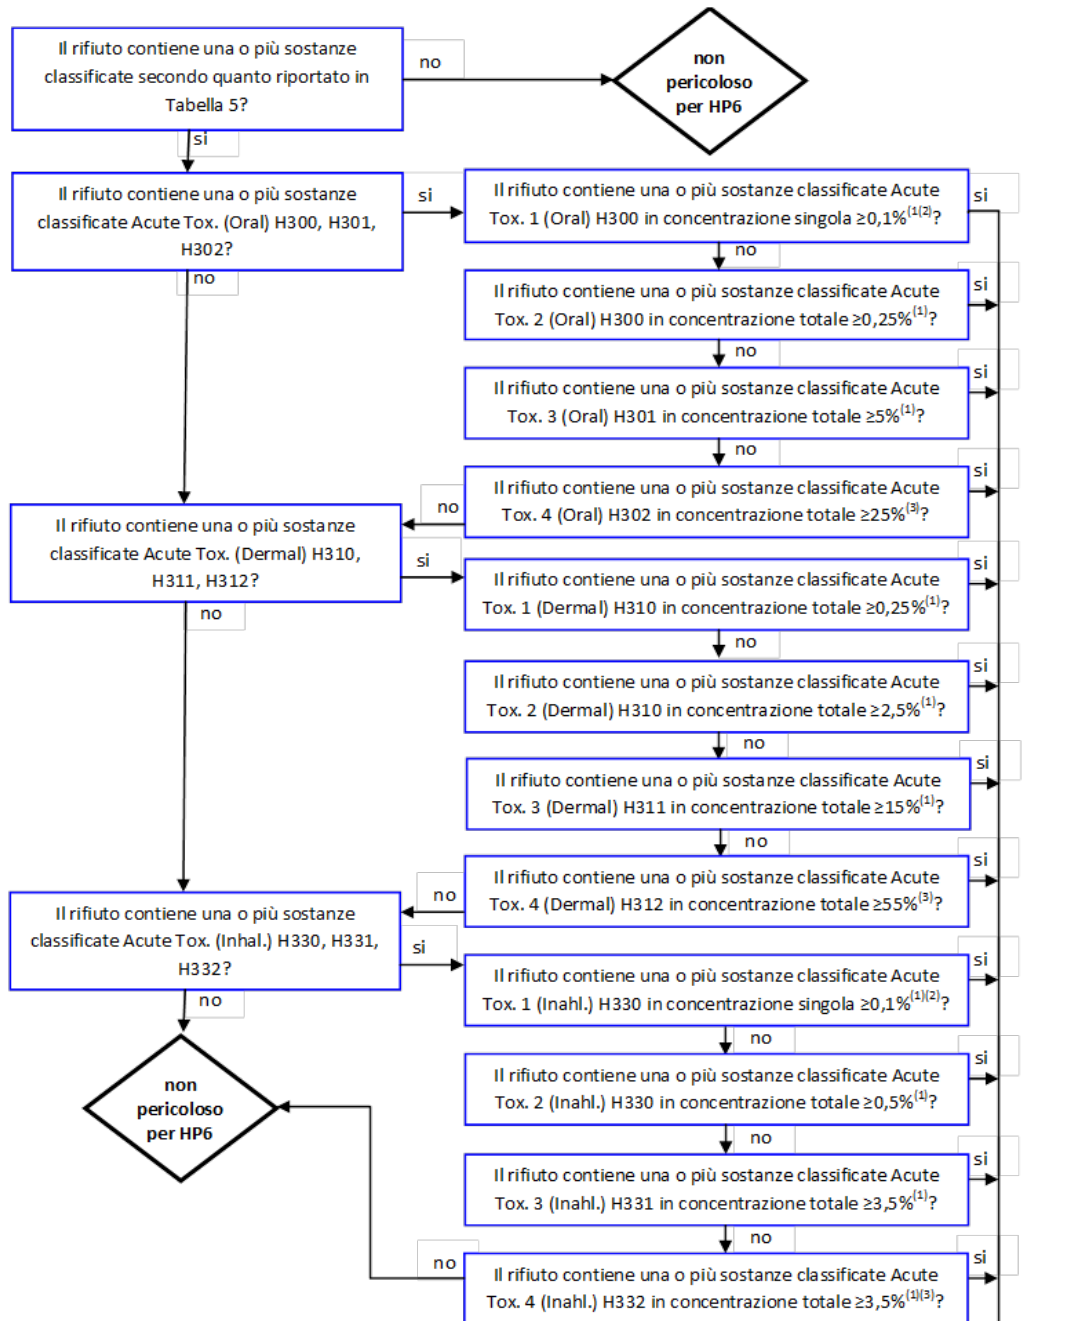 Il rifiuto contiene una o più sostanze
classificate secondo quanto riportato in
Tabella 5?
no
non
pericoloso
per HP6
si
Il rifiuto contiene una o più sostanze
classificate Acute Tox. (Oral) H300, H301,
H302?
si
Il rifiuto contiene una o più sostanze classificate Acute
Tox. 1 (Oral) H300 in concentrazione singola ≥0,1%(1(2)?
si
no
no
Il rifiuto contiene una o più sostanze classificate Acute
Tox. 2 (Oral) H300 in concentrazione totale ≥0,25%(1)?
si
no
Il rifiuto contiene una o più sostanze classificate Acute
Tox. 3 (Oral) H301 in concentrazione totale ≥5%(1)?
si
no
Il rifiuto contiene una o più sostanze classificate Acute
Tox. 4 (Oral) H302 in concentrazione totale ≥25%(3)?
si
no
Il rifiuto contiene una o più sostanze
classificate Acute Tox. (Dermal) H310,
H311, H312?
si
Il rifiuto contiene una o più sostanze classificate Acute
Tox. 1 (Dermal) H310 in concentrazione totale ≥0,25%(1)?
si
no
no
Il rifiuto contiene una o più sostanze classificate Acute
Tox. 2 (Dermal) H310 in concentrazione totale ≥2,5%(1)?
si
no
Il rifiuto contiene una o più sostanze classificate Acute
Tox. 3 (Dermal) H311 in concentrazione totale ≥15%(1)?
si
no
Il rifiuto contiene una o più sostanze classificate Acute
Tox. 4 (Dermal) H312 in concentrazione totale ≥55%(3)?
si
no
Il rifiuto contiene una o più sostanze
classificate Acute Tox. (Inhal.) H330, H331,
H332?
si
Il rifiuto contiene una o più sostanze classificate Acute
Tox. 1 (Inahl.) H330 in concentrazione singola ≥0,1%(1)(2)?
si
no
no
non
pericoloso
per HP6
Il rifiuto contiene una o più sostanze classificate Acute
Tox. 2 (Inahl.) H330 in concentrazione totale ≥0,5%(1)?
si
no
Il rifiuto contiene una o più sostanze classificate Acute
Tox. 3 (Inahl.) H331 in concentrazione totale ≥3,5%(1)?
si
no
Il rifiuto contiene una o più sostanze classificate Acute
Tox. 4 (Inahl.) H332 in concentrazione totale ≥3,5%(1)(3)?
si
no